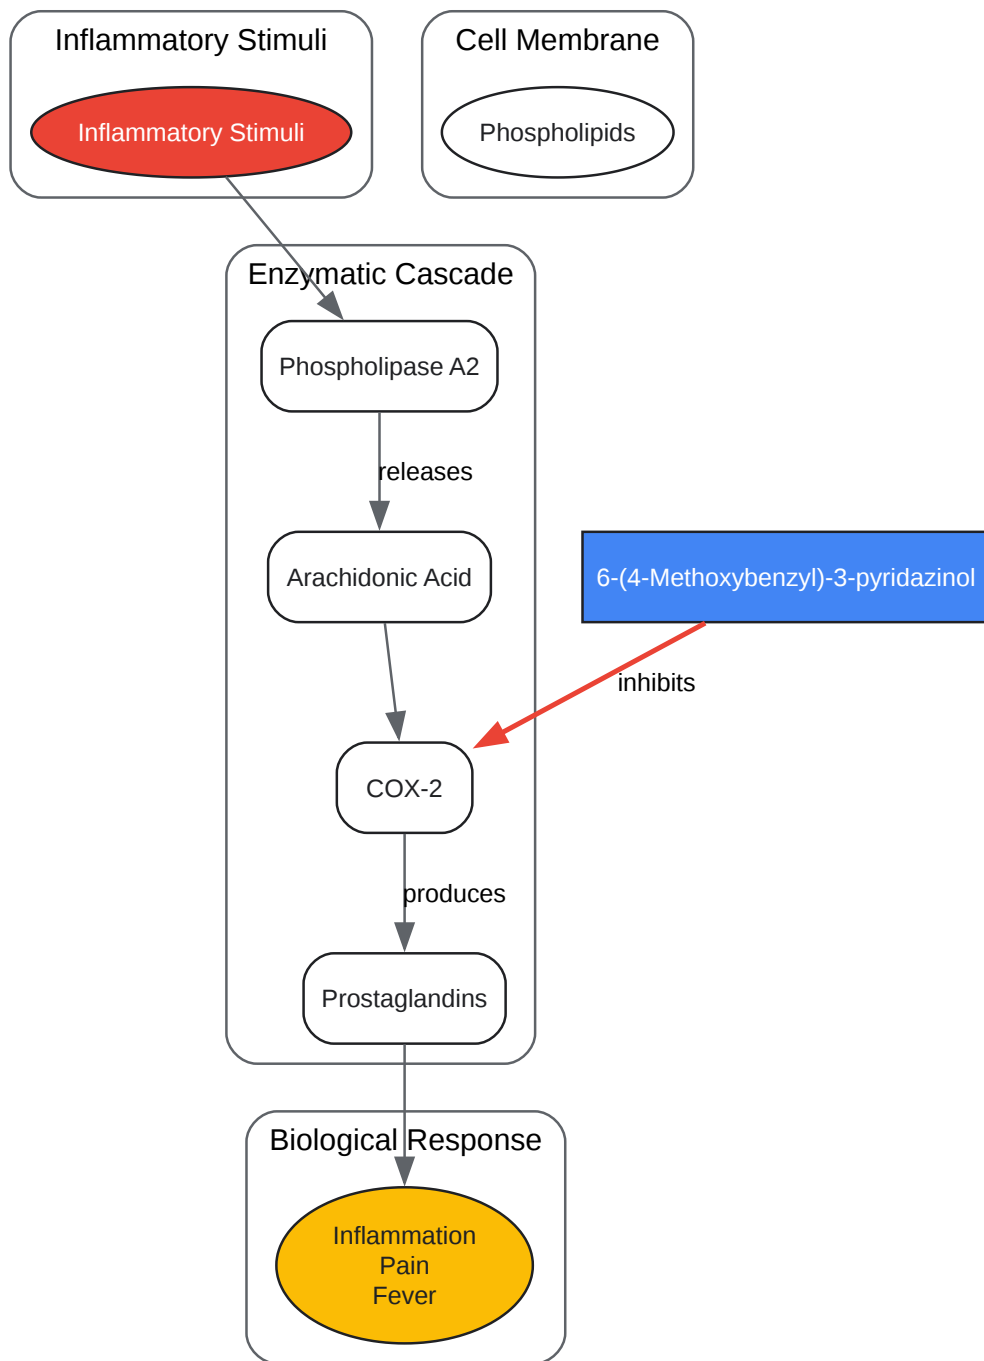 Inflammatory Stimuli
Cell Membrane
Inflammatory Stimuli
Phospholipids
Enzymatic Cascade
Phospholipase A2
releases
Arachidonic Acid
6-(4-Methoxybenzyl)-3-pyridazinol
inhibits
COX-2
produces
Prostaglandins
Biological Response
Inflammation
Pain
Fever